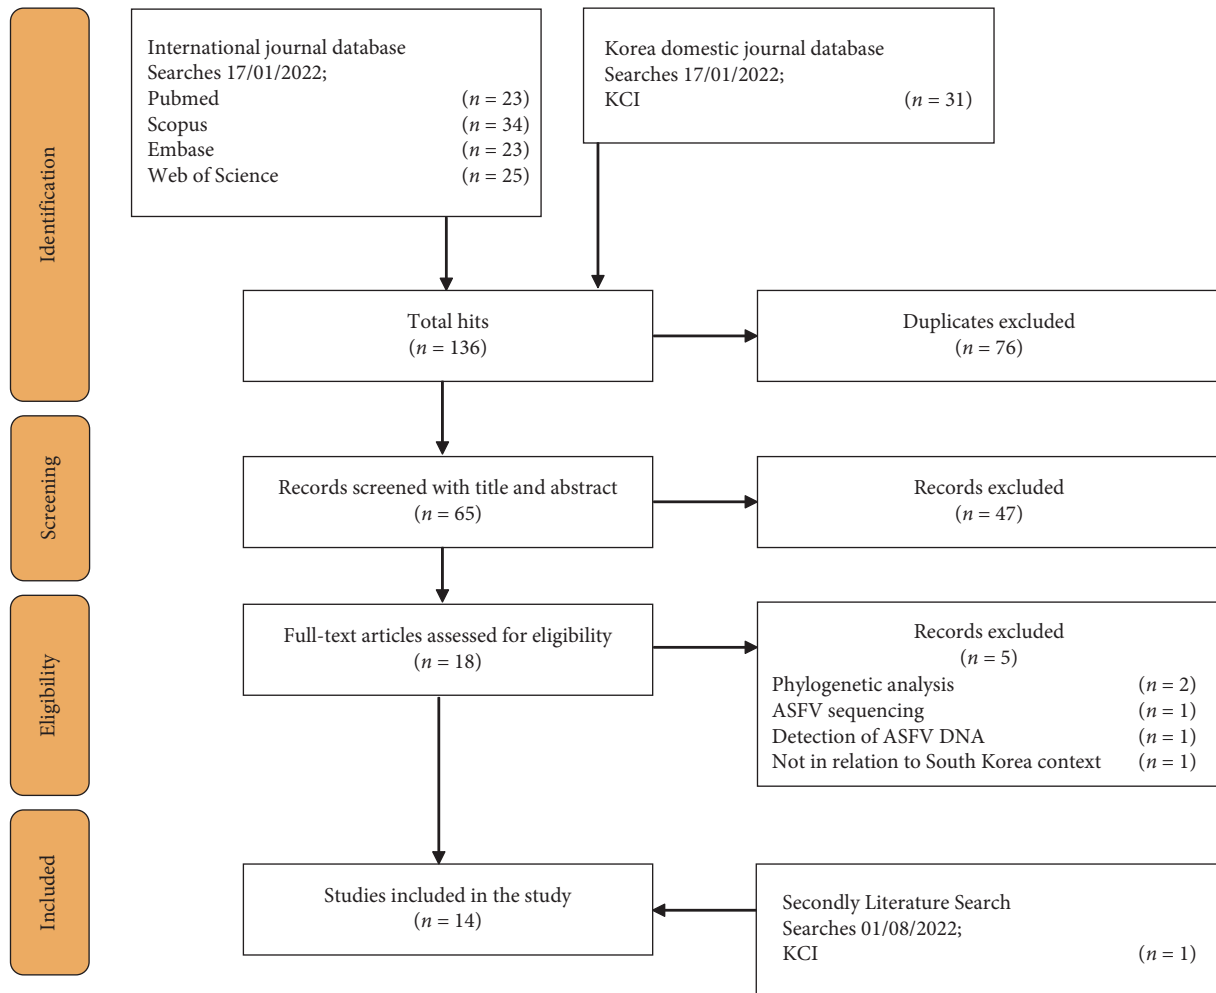 Identification
International journal database
Searches 17/01/2022;
Pubmed (n = 23)
Scopus (n = 34)
Embase (n = 23)
Web of Science (n = 25)
Korea domestic journal database
Searches 17/01/2022;
KCI (n = 31)
Total hits
(n = 136)
Duplicates excluded
(n = 76)
Screening
Records screened with title and abstract
(n = 65)
Records excluded
(n = 47)
Eligibility
Full-text articles assessed for eligibility
(n = 18)
Records excluded
(n = 5)
Phylogenetic analysis (n = 2)
ASFV sequencing (n = 1)
Detection of ASFV DNA (n = 1)
Not in relation to South Korea context (n = 1)
Included
Studies included in the study
(n = 14)
Secondly Literature Search
Searches 01/08/2022;
KCI (n = 1)